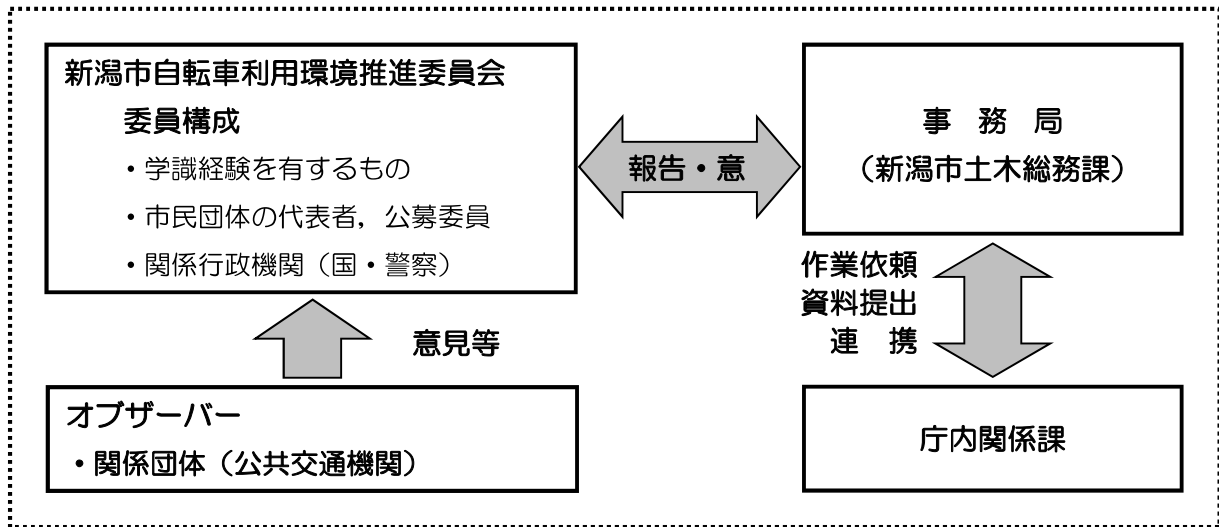 新潟市自転車利用環境推進委員会
委員構成
・学識経験を有するもの
・市民団体の代表者，公募委員
・関係行政機関（国・警察）
報告・意
事　務　局
（新潟市土木総務課）
作業依頼
資料提出
連　携
意見等
オブザーバー
・関係団体（公共交通機関）
庁内関係課